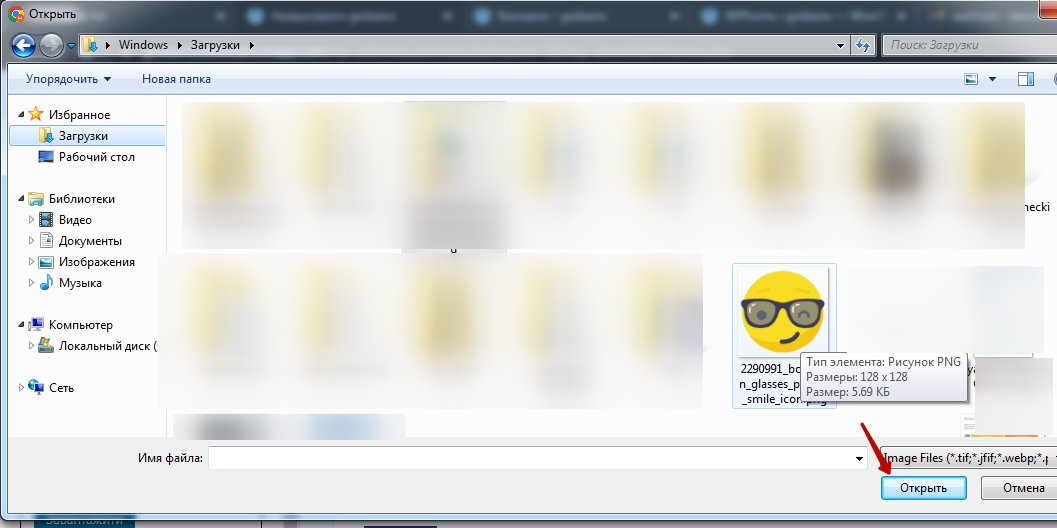 Открыть
Windows
Загрузки
Поиск: Загрузки
Упорядочить
Новая папка
Избранное
Загрузки
Рабочий стол
Библиотеки
Видео
Документы
Изображения
Музыка
Компьютер
Локальный диск (
Сеть
necki
2290991_bo
n_glasses_p
_smile_icon.png
Тип элемента: Рисунок PNG
Размеры: 128 x 128
Размер: 5.69 КБ
Имя файла:
Image Files (*.tif;*.jfif;*.webp;*.p
Открыть
Отмена
Завантажити